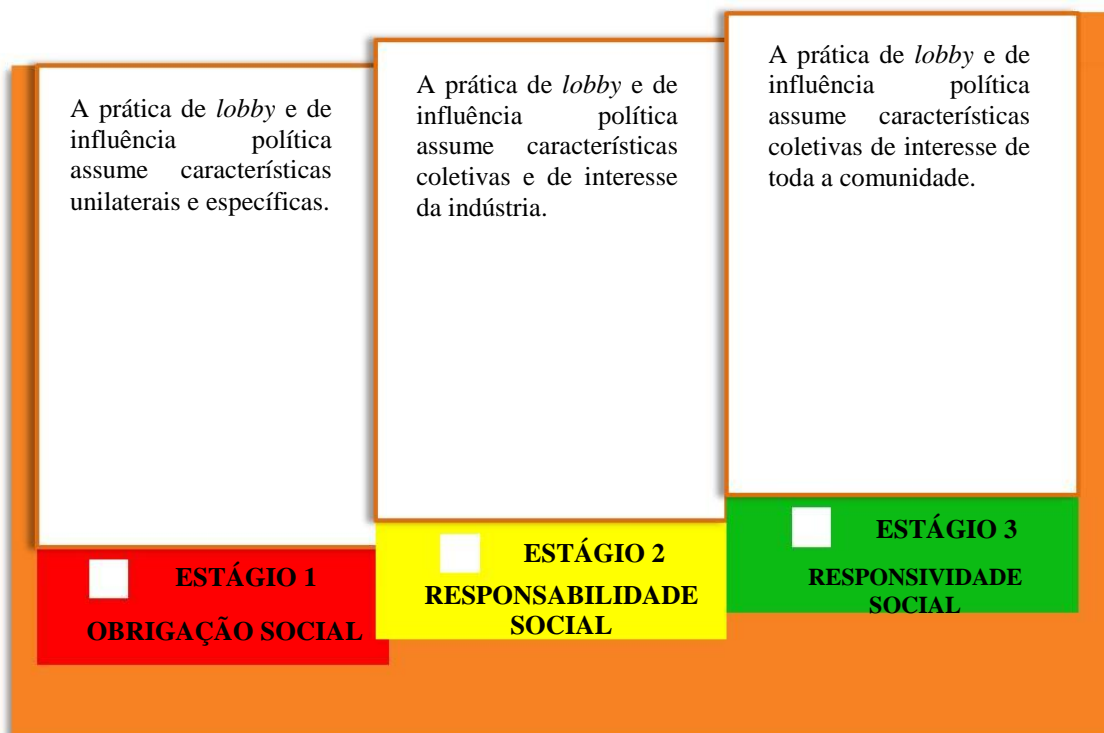 A prática de lobby e de
influência política
assume características
unilaterais e específicas.
ESTÁGIO 1
OBRIGAÇÃO SOCIAL
A prática de lobby e de
influência política
assume características
coletivas e de interesse
da indústria.
ESTÁGIO 2
RESPONSABILIDADE
SOCIAL
A prática de lobby e de
influência política
assume características
coletivas de interesse de
toda a comunidade.
ESTÁGIO 3
RESPONSIVIDADE
SOCIAL